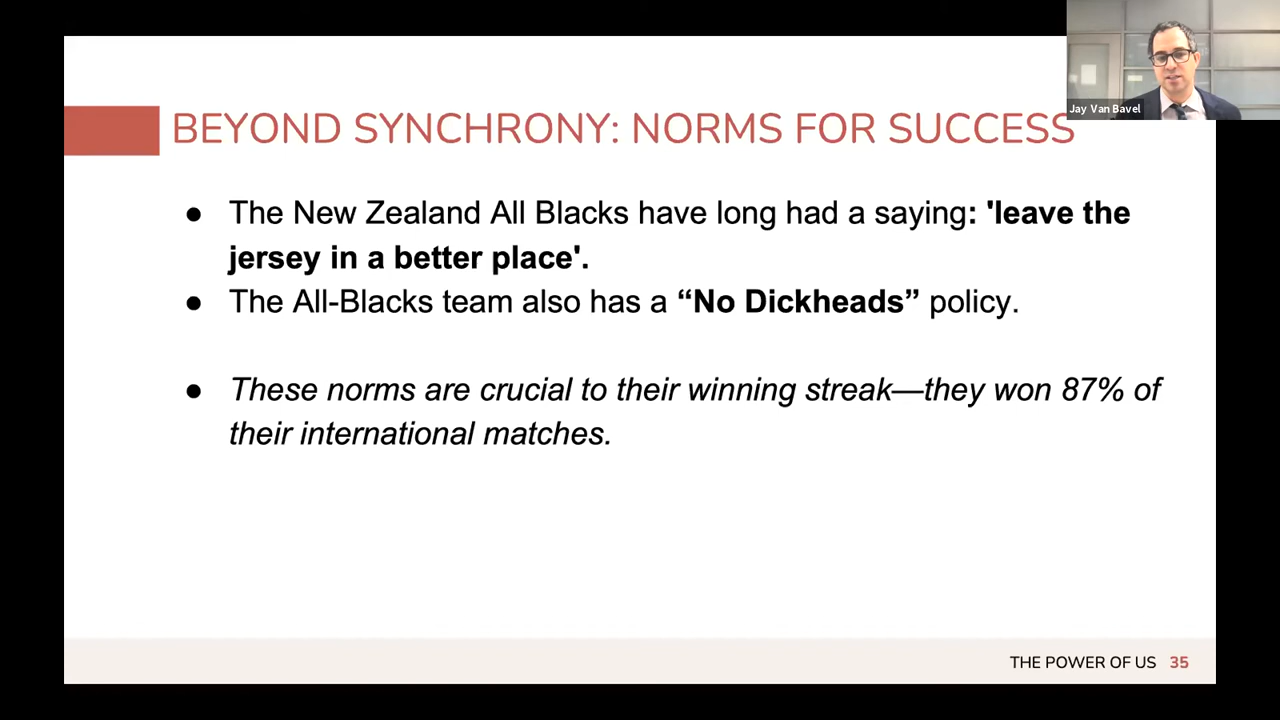 Jay Van Bavel
BEYOND SYNCHRONY: NORMS FOR SUCCESS
● The New Zealand All Blacks have long had a saying: 'leave the
jersey in a better place'.
● The All-Blacks team also has a “No Dickheads” policy.
● These norms are crucial to their winning streak—they won 87% of
their international matches.
THE POWER OF US 35